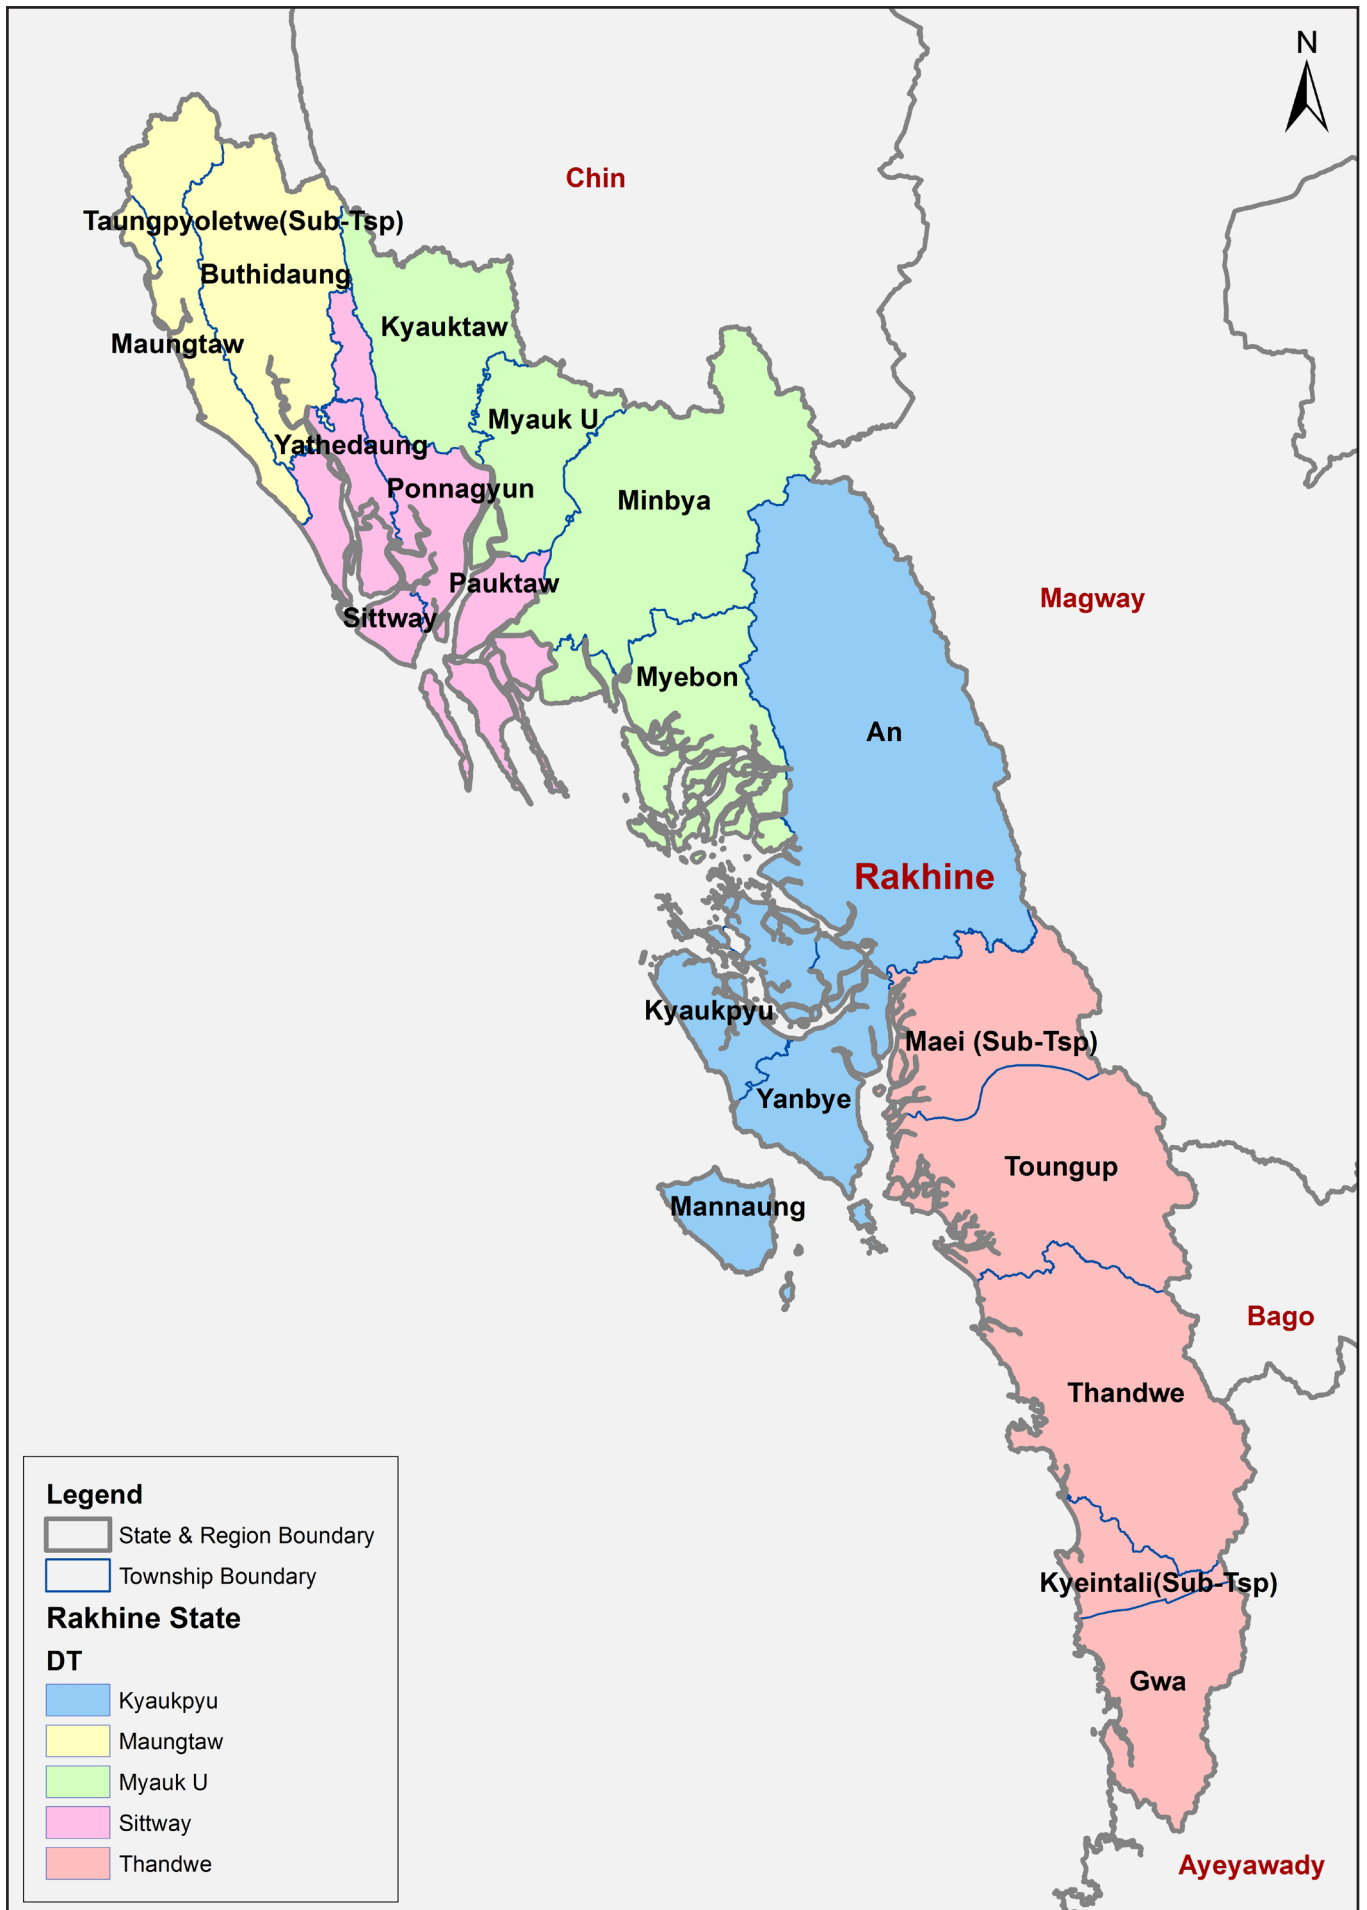 N
Chin
Taungpyoletwe(Sub-Tsp)
Buthidaung
Kyauktaw
Maungtaw
Myauk U
Yathedaung
Ponnagyun
Minbya
Pauktaw
Magway
Sittway
Myebon
An
Rakhine
Kyaukpyu
Maei (Sub-Tsp)
Yanbye
Toungup
Mannaung
Bago
Thandwe
Kyeintali(Sub-Tsp)
Gwa
Ayeyawady
Legend
State & Region Boundary
Township Boundary
Rakhine State
DT
Kyaukpyu
Maungtaw
Myauk U
Sittway
Thandwe